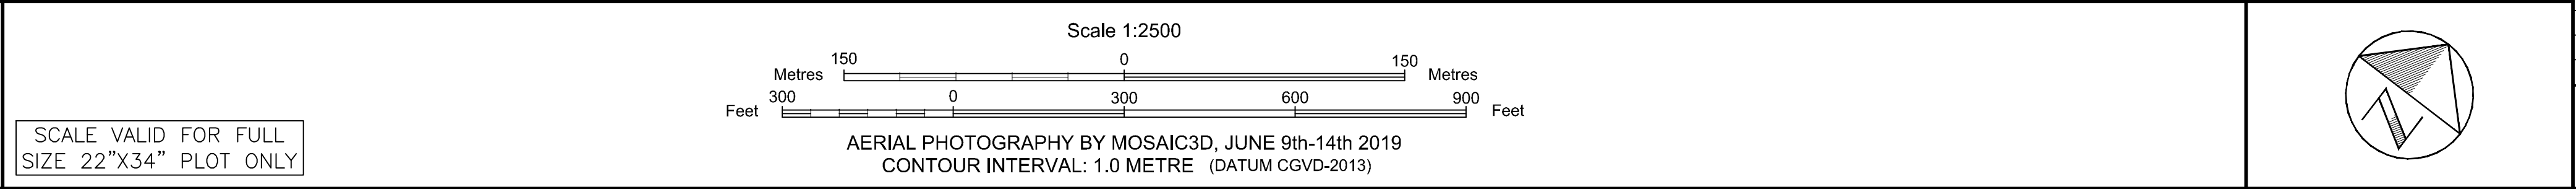 Scale 1:2500
150 0 150
Metres Metres
300 0 300 600 900
Feet Feet
AERIAL PHOTOGRAPHY BY MOSAIC3D, JUNE 9th-14th 2019
CONTOUR INTERVAL: 1.0 METRE (DATUM CGVD-2013)
SCALE VALID FOR FULL
SIZE 22"X34" PLOT ONLY
N